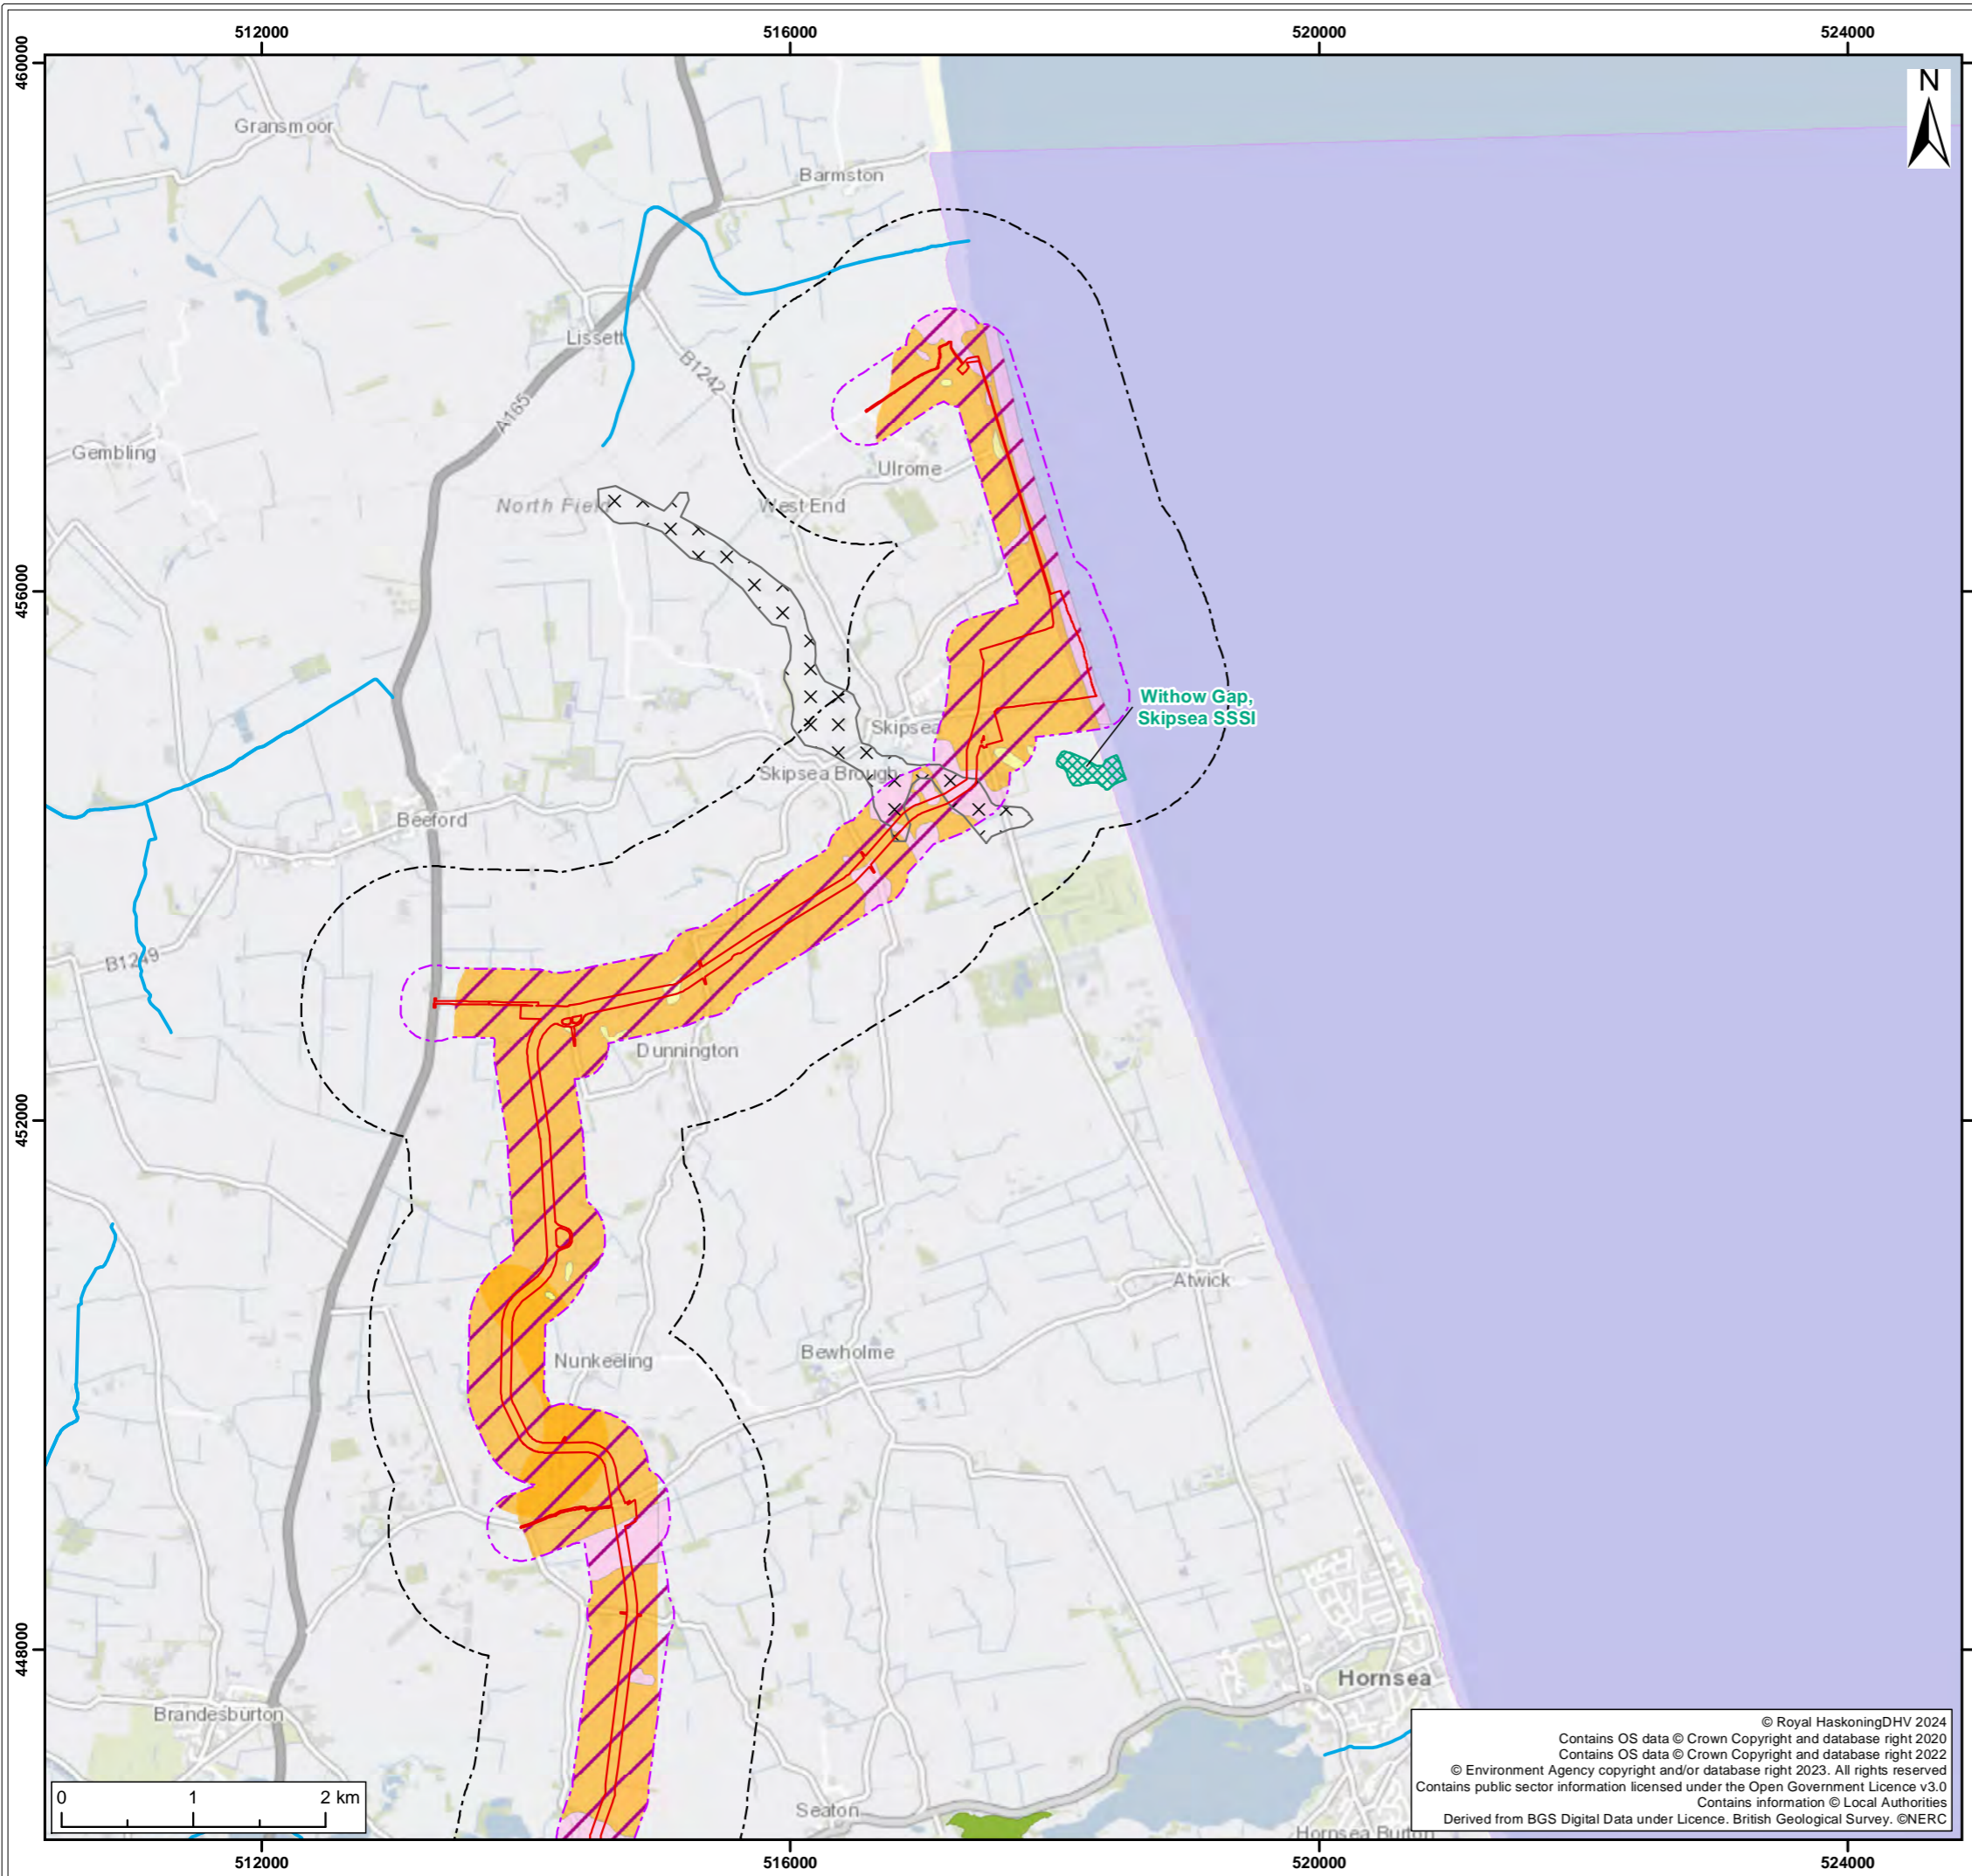 512000
516000
520000
524000
460000
N
Gransmoor
Barmston
Lissett
B1242
A165
Gembling
Ulrome
North Field
West End
456000
Withow Gap,
Skipsea SSSI
Skipsea
Skipsea Brough
Beeford
B1249
Dunnington
452000
Atwick
Bewholme
Nunkeeling
448000
Hornsea
Brandesburton
Seaton
Hornsea Burton
0 1 2 km
© Royal HaskoningDHV 2024
Contains OS data © Crown Copyright and database right 2020
Contains OS data © Crown Copyright and database right 2022
© Environment Agency copyright and/or database right 2023. All rights reserved
Contains public sector information licensed under the Open Government Licence v3.0
Contains information © Local Authorities
Derived from BGS Digital Data under Licence. British Geological Survey. ©NERC
512000
516000
520000
524000